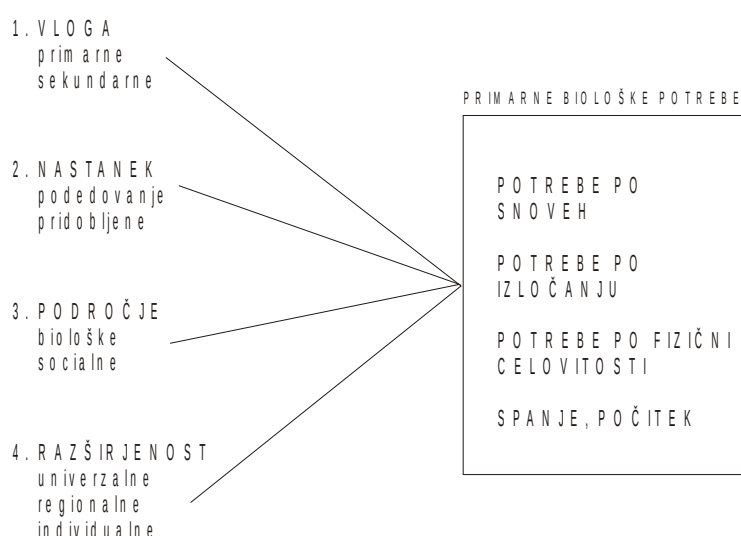 1. VLOGA
primarne
sekundarne
2. NASTANEK
podedovanje
pridobljene
3. PODROČJE
biološke
socialne
4. RAZŠIRJENOST
univerzalne
regionalne
individualne
PRIMARNE BIOLOŠKE POTREBE
POTREBE PO
SNOVEH
POTREBE PO
IZLOČANJU
POTREBE PO FIZIČNI
CELOVITOSTI
SPANJE, POČITEK